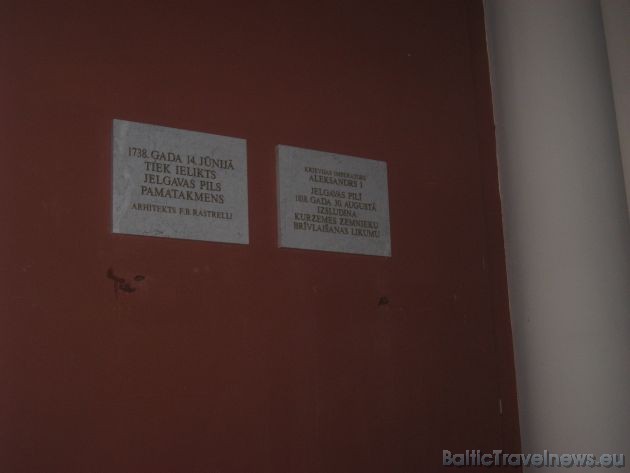 1738. GADA 14. JŪNIJĀ
TIEK IELIKTS
JELGAVAS PILS
PAMATAKMENS
ARHITEKTS F. B. RASTRELLI
KRIEVIJAS IMPERATORS
ALEKSANDRS I
JELGAVAS PILĪ
1818. GADA 30. AUGUSTĀ
IZSLUDINA
KURZEMES ZEMNIEKU
BRĪVLAIŠANAS LIKUMU
BalticTravelnews.eu